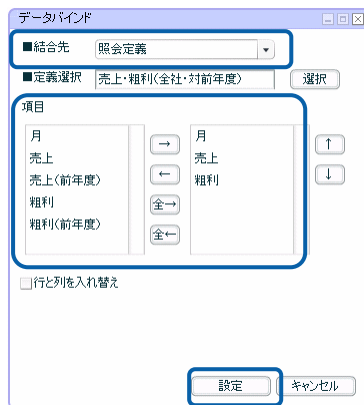 データバインド
■結合先 照会定義
■定義選択 売上・粗利(全社・対前年度) 選択
項目
月
売上
売上(前年度)
粗利
粗利(前年度)
→
←
全→
全←
月
売上
粗利
↑
↓
行と列を入れ替え
設定 キャンセル